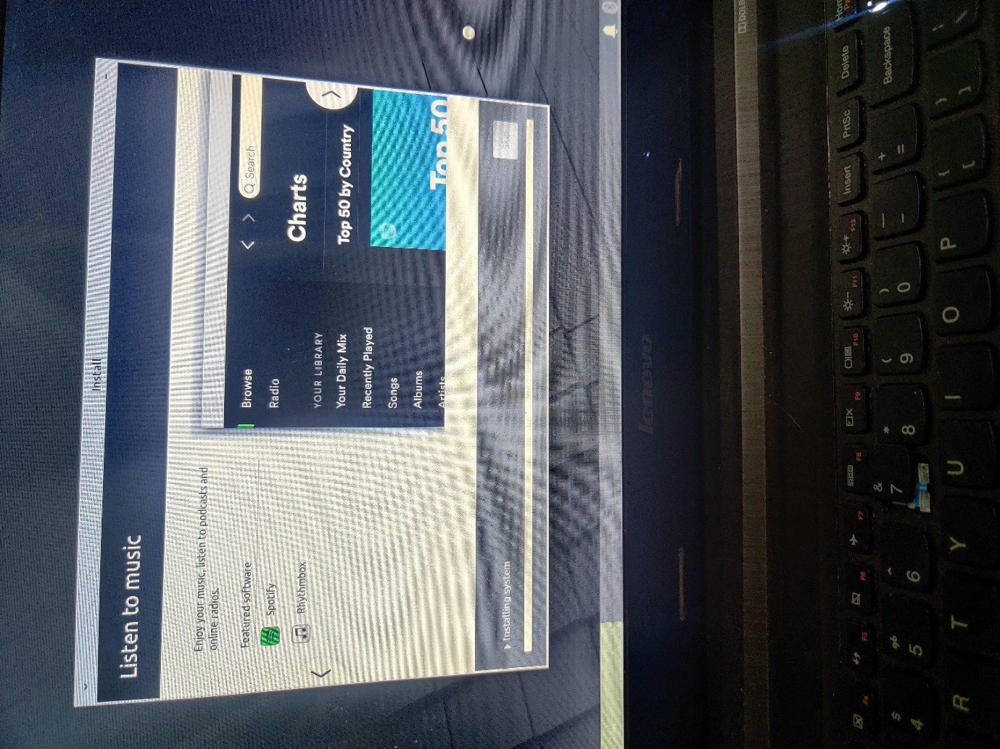 Install
Listen to music
Enjoy your music, listen to podcasts and
online radios.
Featured software
Spotify
Rhythmbox
Browse
Radio
YOUR LIBRARY
Your Daily Mix
Recently Played
Songs
Albums
Artists
Search
Charts
Top 50 by Country
Top 50
Installing system
Skip
lenovo
F4
F5
F6
F7
F8
F9
F10
F11
F12
Insert
PrtSc
Delete
$ 4
% 5
^ 6
& 7
* 8
( 9
) 0
_ -
+ =
Backspace
R
T
Y
U
I
O
P
{ [
} ]
| \